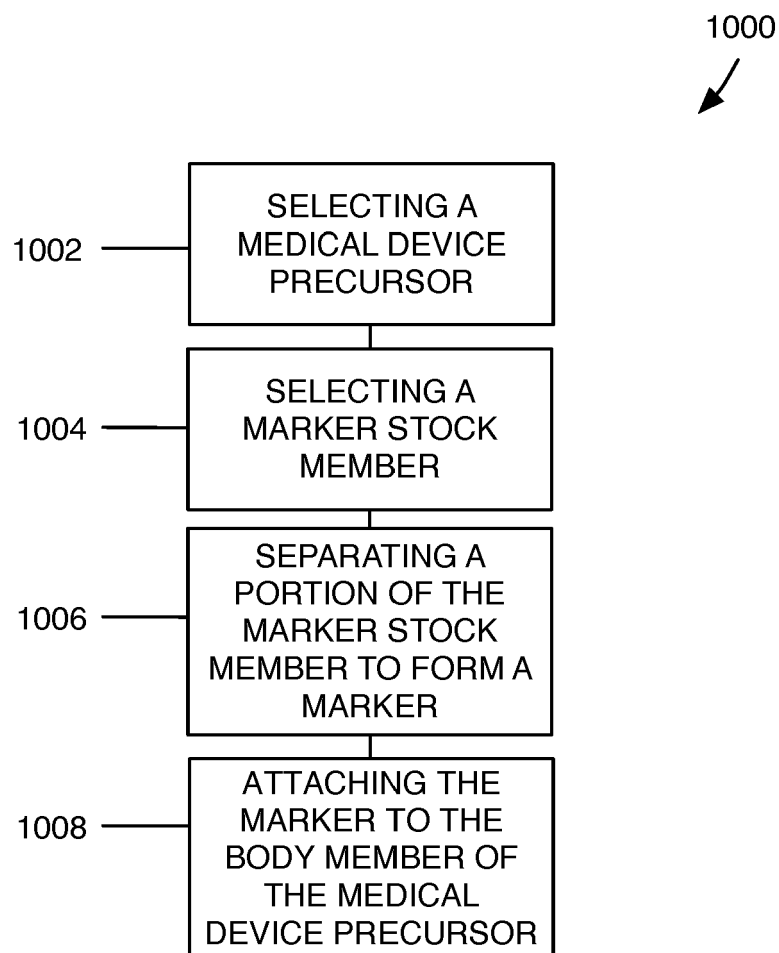 1000
1002
SELECTING A
MEDICAL DEVICE
PRECURSOR
1004
SELECTING A
MARKER STOCK
MEMBER
1006
SEPARATING A
PORTION OF THE
MARKER STOCK
MEMBER TO FORM A
MARKER
1008
ATTACHING THE
MARKER TO THE
BODY MEMBER OF
THE MEDICAL
DEVICE PRECURSOR